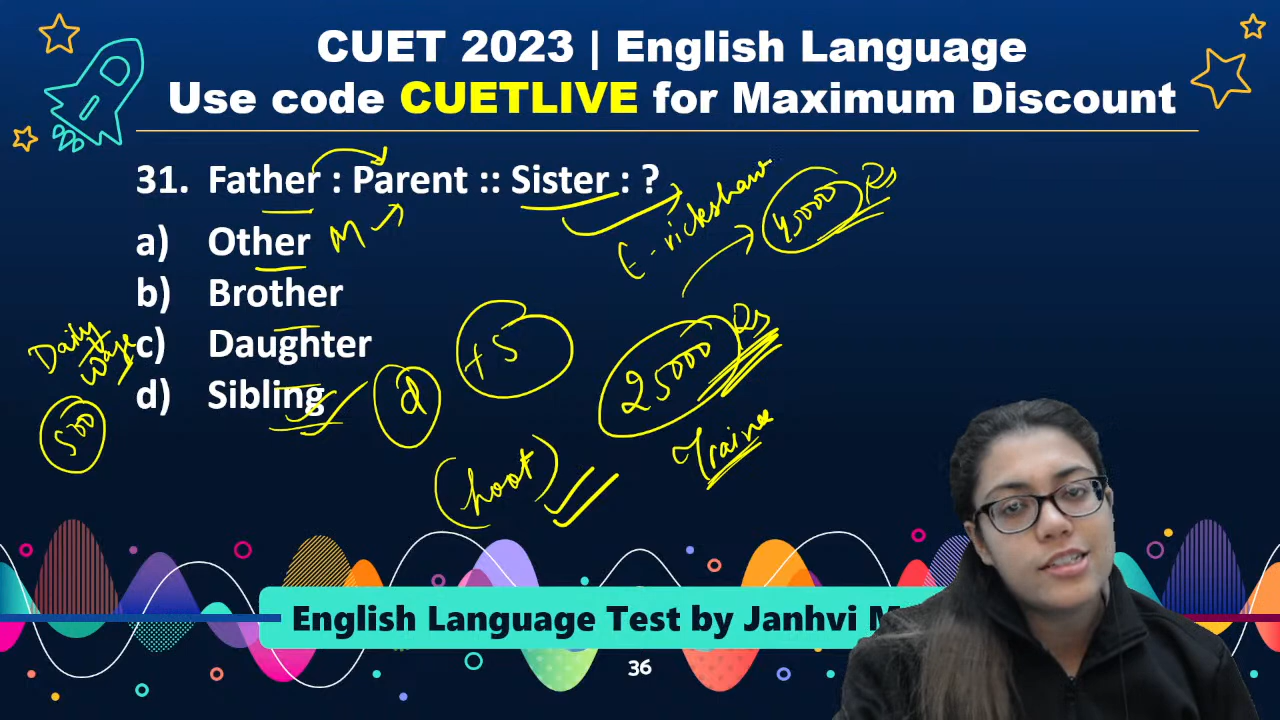 CUET 2023 | English Language
Use code CUETLIVE for Maximum Discount
31. Father : Parent :: Sister : ?
a) Other
b) Brother
c) Daughter
d) Sibling
M
E-rickshaw
45000 Rs
Daily
wage
500
+5
d
25000 Rs
(hoot)
English Language Test by Janhvi M
36